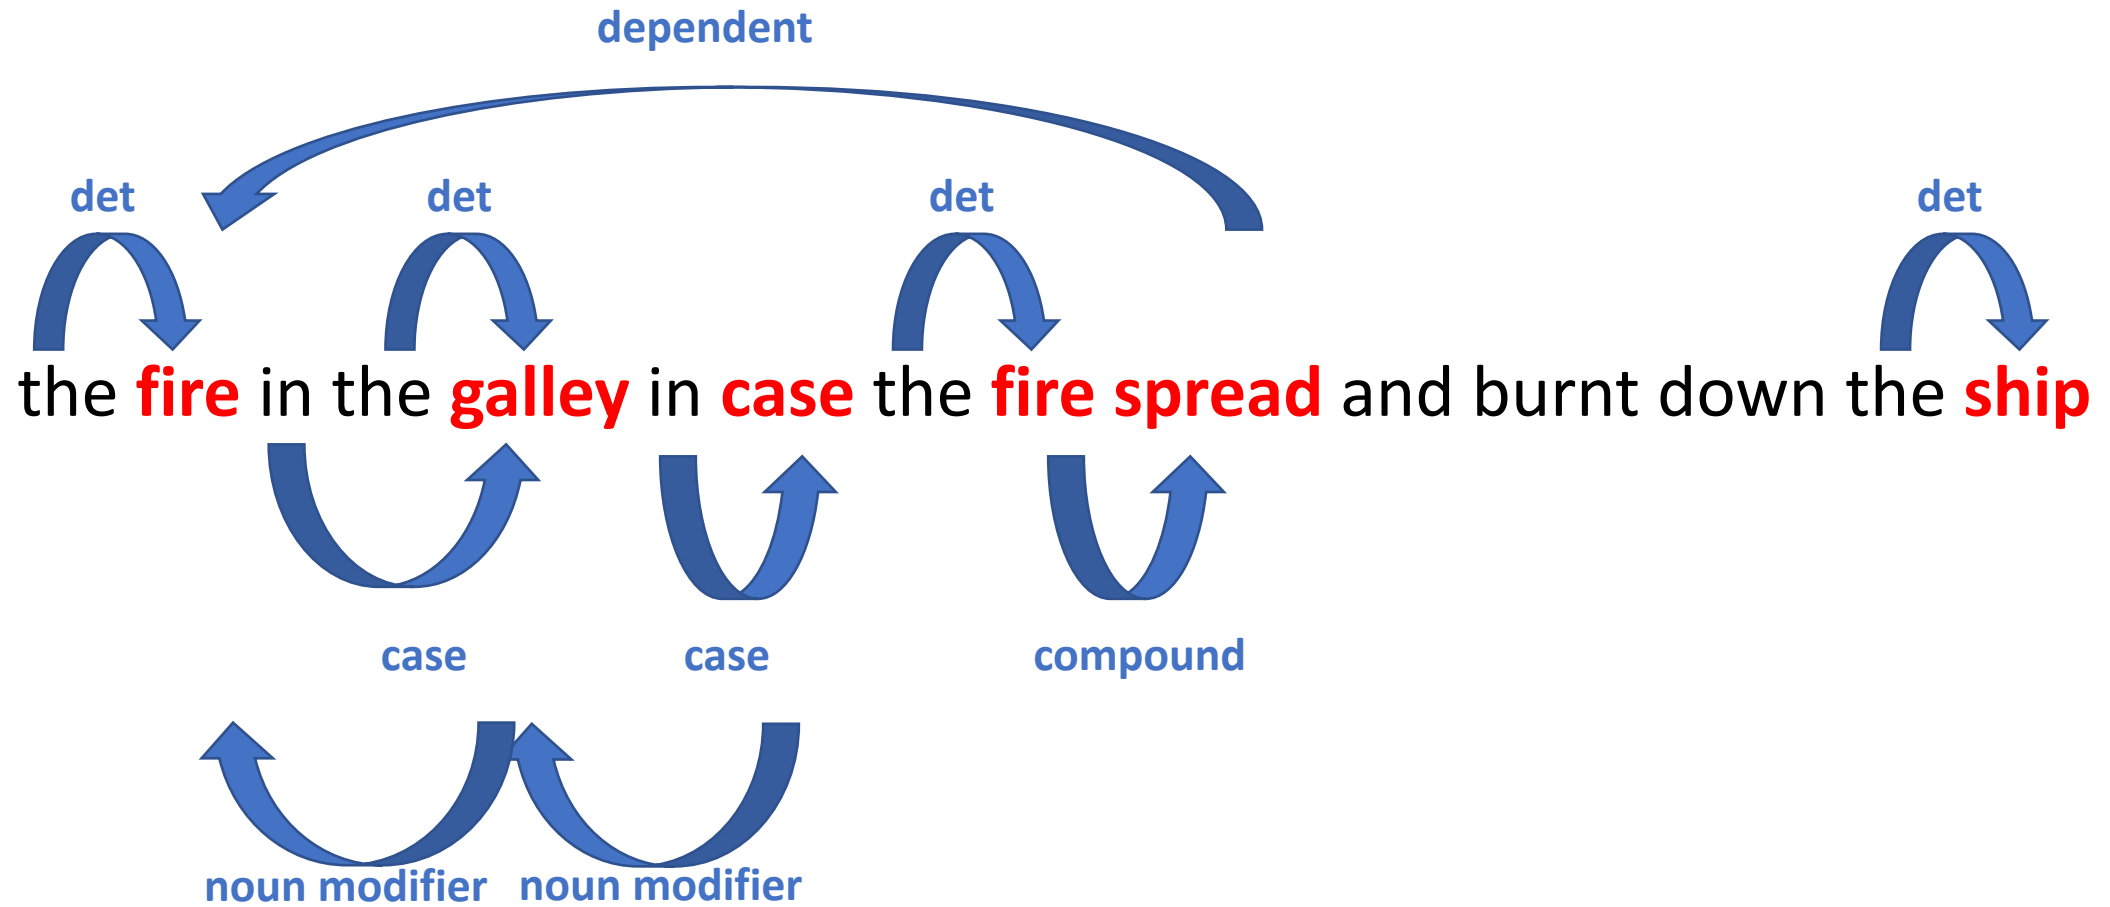 dependent
det det det det
the fire in the galley in case the fire spread and burnt down the ship
case case compound
noun modifier noun modifier